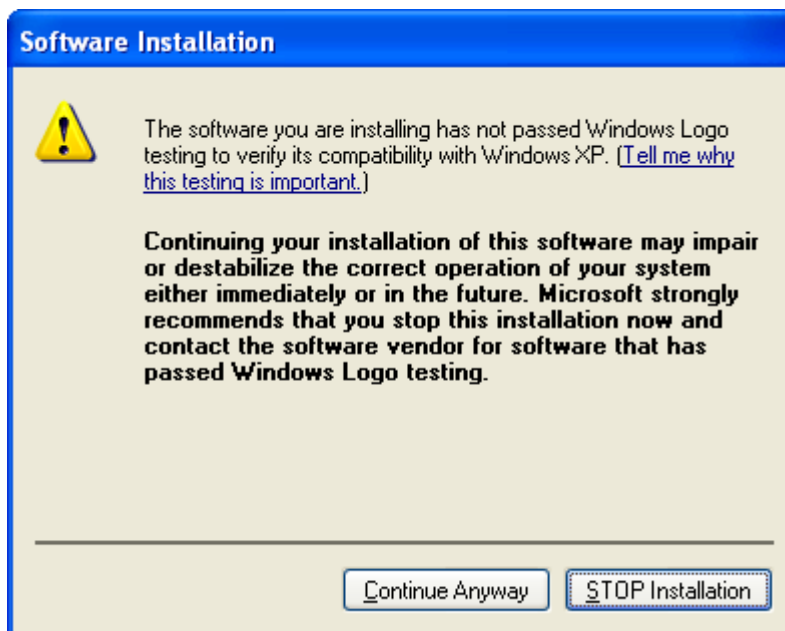 Software Installation
The software you are installing has not passed Windows Logo
testing to verify its compatibility with Windows XP. (Tell me why
this testing is important.)
Continuing your installation of this software may impair
or destabilize the correct operation of your system
either immediately or in the future. Microsoft strongly
recommends that you stop this installation now and
contact the software vendor for software that has
passed Windows Logo testing.
Continue Anyway
STOP Installation